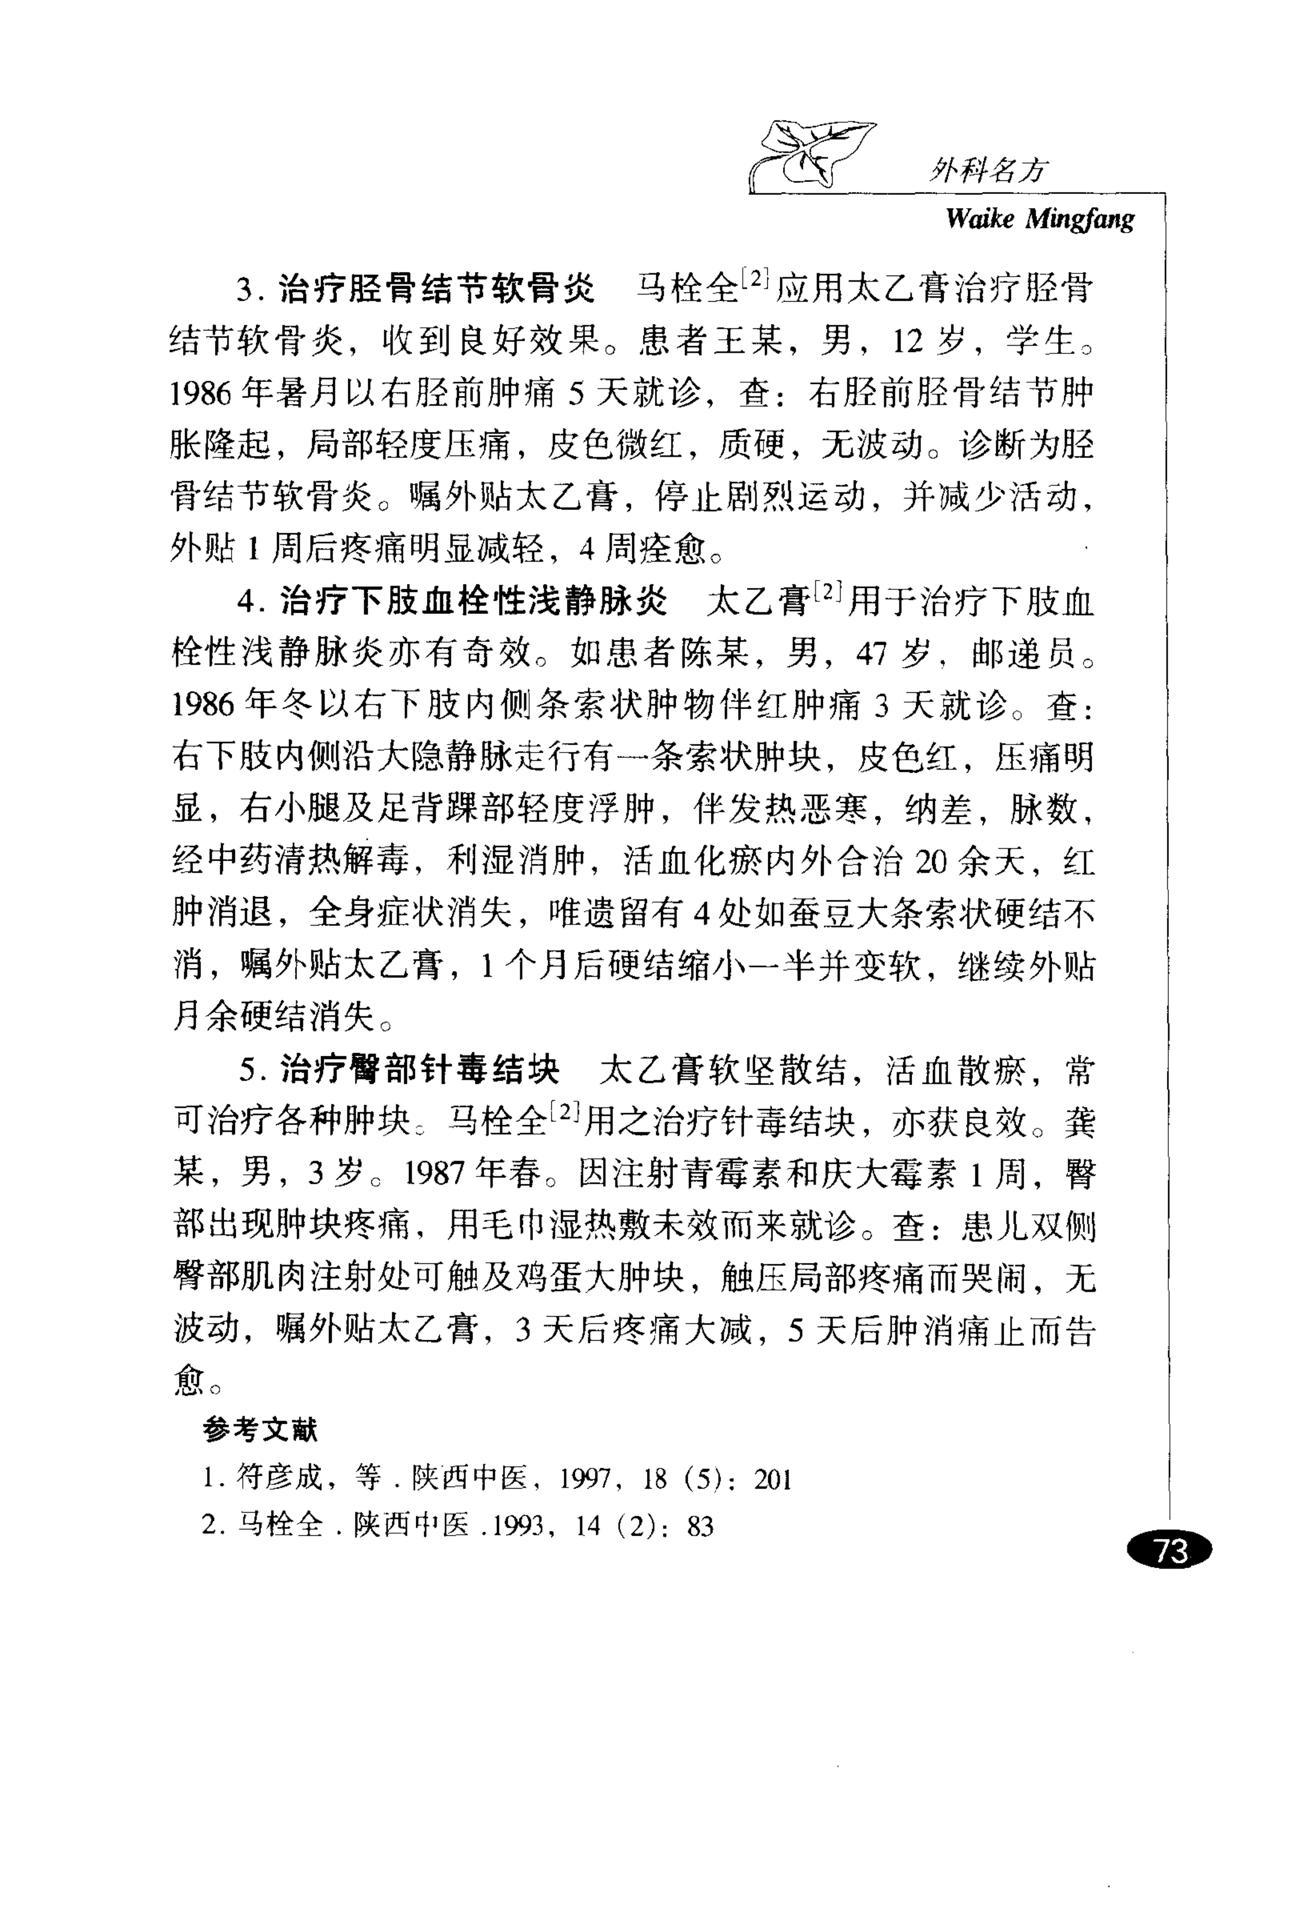 外科名方
Waike Mingfang
3. 治疗胫骨结节软骨炎 马栓全[2]应用太乙膏治疗胫骨
结节软骨炎，收到良好效果。患者王某，男，12 岁，学生。
1986 年暑月以右胫前肿痛 5 天就诊，查：右胫前胫骨结节肿
胀隆起，局部轻度压痛，皮色微红，质硬，无波动。诊断为胫
骨结节软骨炎。嘱外贴太乙膏，停止剧烈运动，并减少活动，
外贴 1 周后疼痛明显减轻，4 周痊愈。
4. 治疗下肢血栓性浅静脉炎 太乙膏[2]用于治疗下肢血
栓性浅静脉炎亦有奇效。如患者陈某，男，47 岁，邮递员。
1986 年冬以右下肢内侧条索状肿物伴红肿痛 3 天就诊。查：
右下肢内侧沿大隐静脉走行有一条索状肿块，皮色红，压痛明
显，右小腿及足背踝部轻度浮肿，伴发热恶寒，纳差，脉数，
经中药清热解毒，利湿消肿，活血化瘀内外合治 20 余天，红
肿消退，全身症状消失，唯遗留有 4 处如蚕豆大条索状硬结不
消，嘱外贴太乙膏，1 个月后硬结缩小一半并变软，继续外贴
月余硬结消失。
5. 治疗臀部针毒结块 太乙膏软坚散结，活血散瘀，常
可治疗各种肿块。马栓全[2]用之治疗针毒结块，亦获良效。龚
某，男，3 岁。1987 年春。因注射青霉素和庆大霉素 1 周，臀
部出现肿块疼痛，用毛巾湿热敷未效而来就诊。查：患儿双侧
臀部肌肉注射处可触及鸡蛋大肿块，触压局部疼痛而哭闹，无
波动，嘱外贴太乙膏，3 天后疼痛大减，5 天后肿消痛止而告
愈。
参考文献
1. 符彦成，等．陕西中医，1997，18（5）：201
2. 马栓全．陕西中医．1993，14（2）：83
73